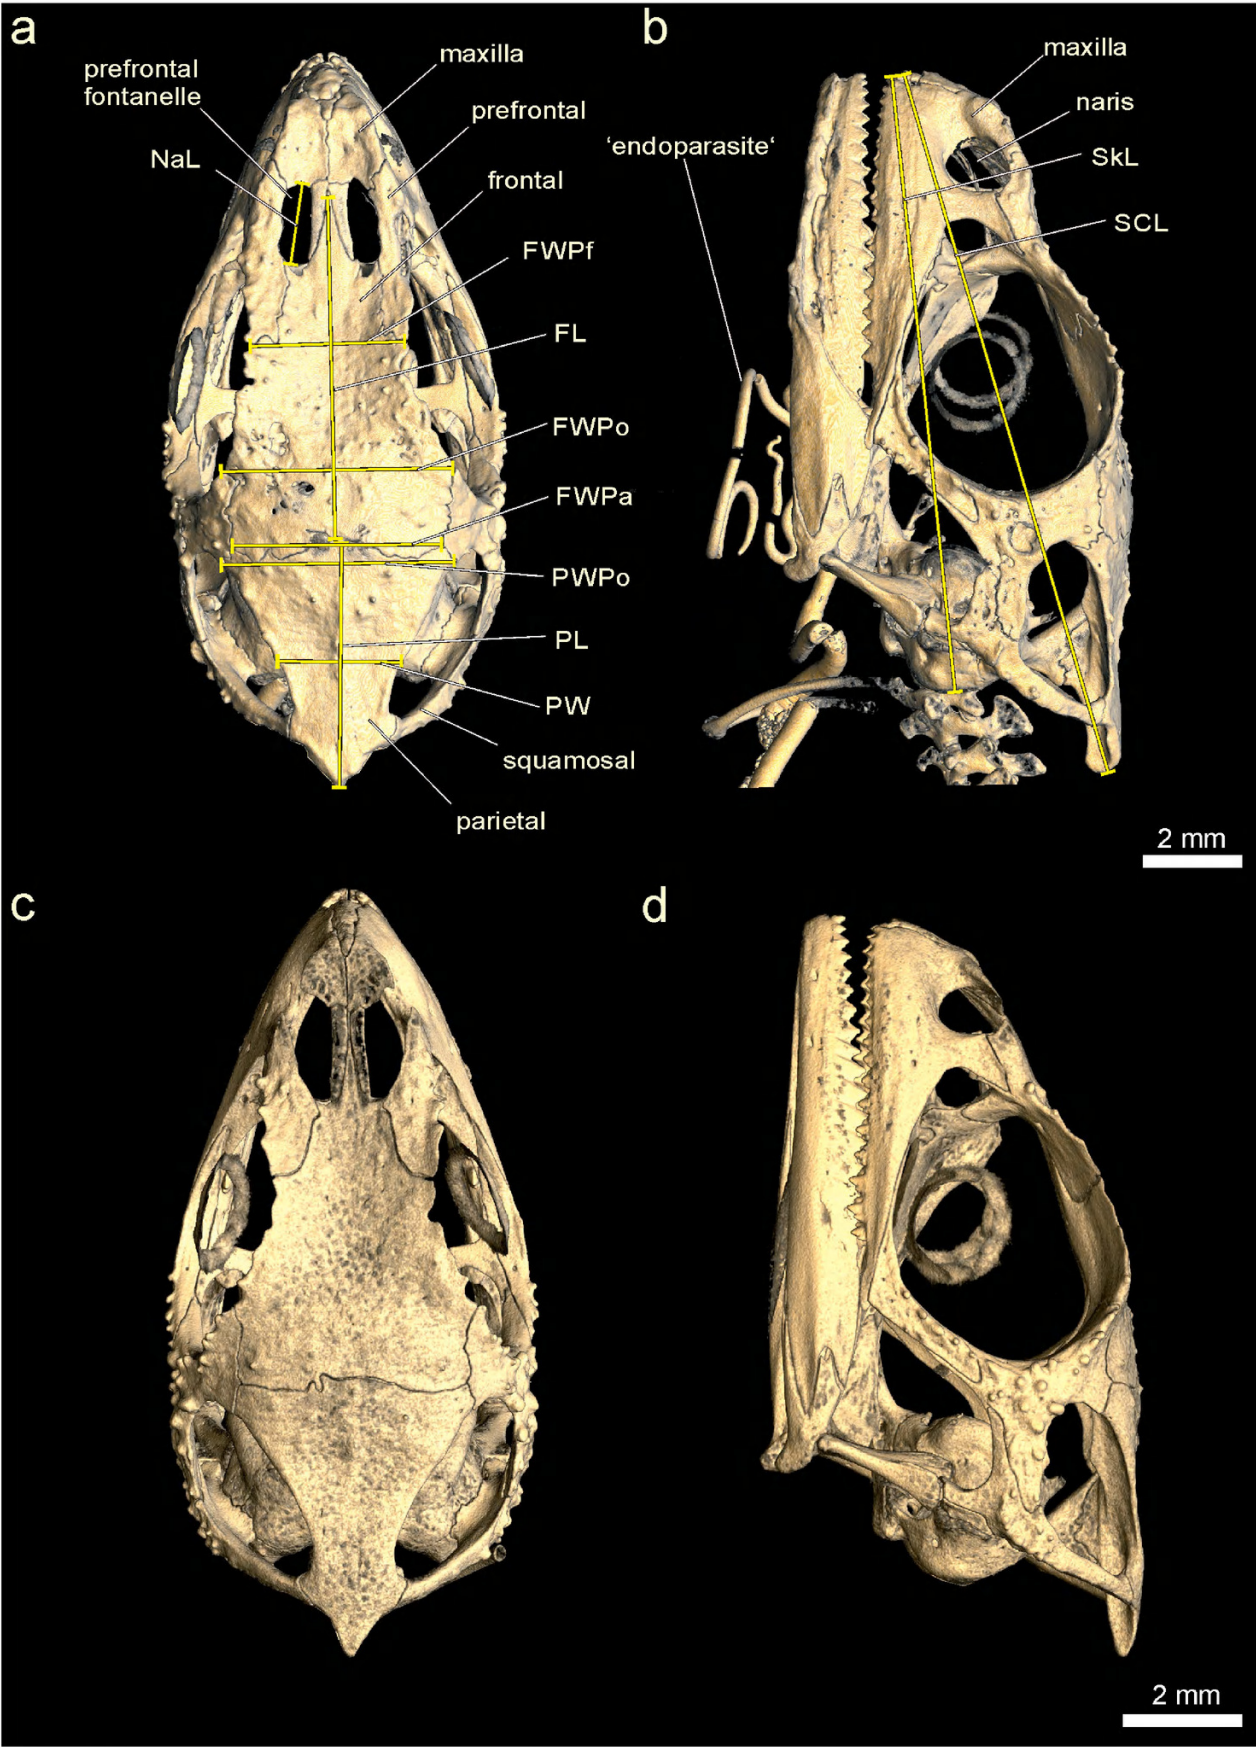 a
prefrontal
fontanelle
NaL
maxilla
prefrontal
frontal
FWPf
FL
FWPo
FWPa
PWPo
PL
PW
squamosal
parietal
b
maxilla
naris
'endoparasite'
SkL
SCL
2 mm
c
d
2 mm